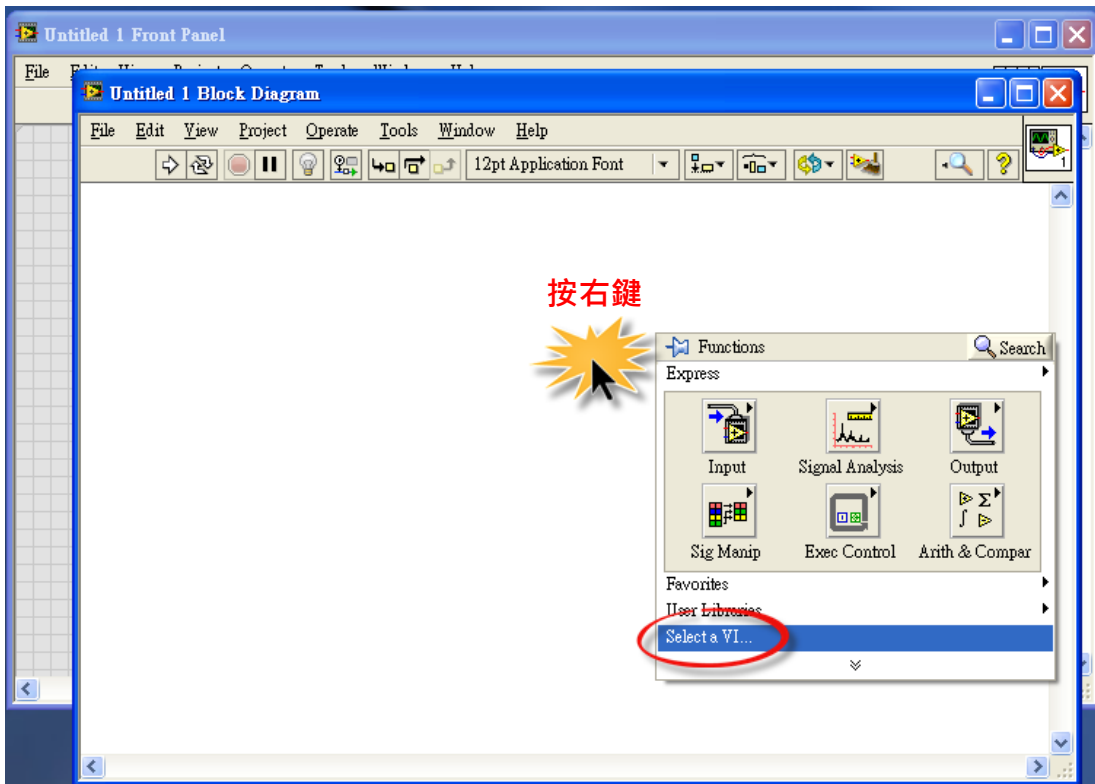 Untitled 1 Front Panel
File
Untitled 1 Block Diagram
File Edit View Project Operate Tools Window Help
12pt Application Font
1
按右鍵
Functions Search
Express
Input Signal Analysis Output
Sig Manip Exec Control Arith & Compar
Favorites
User Libraries
Select a VI...